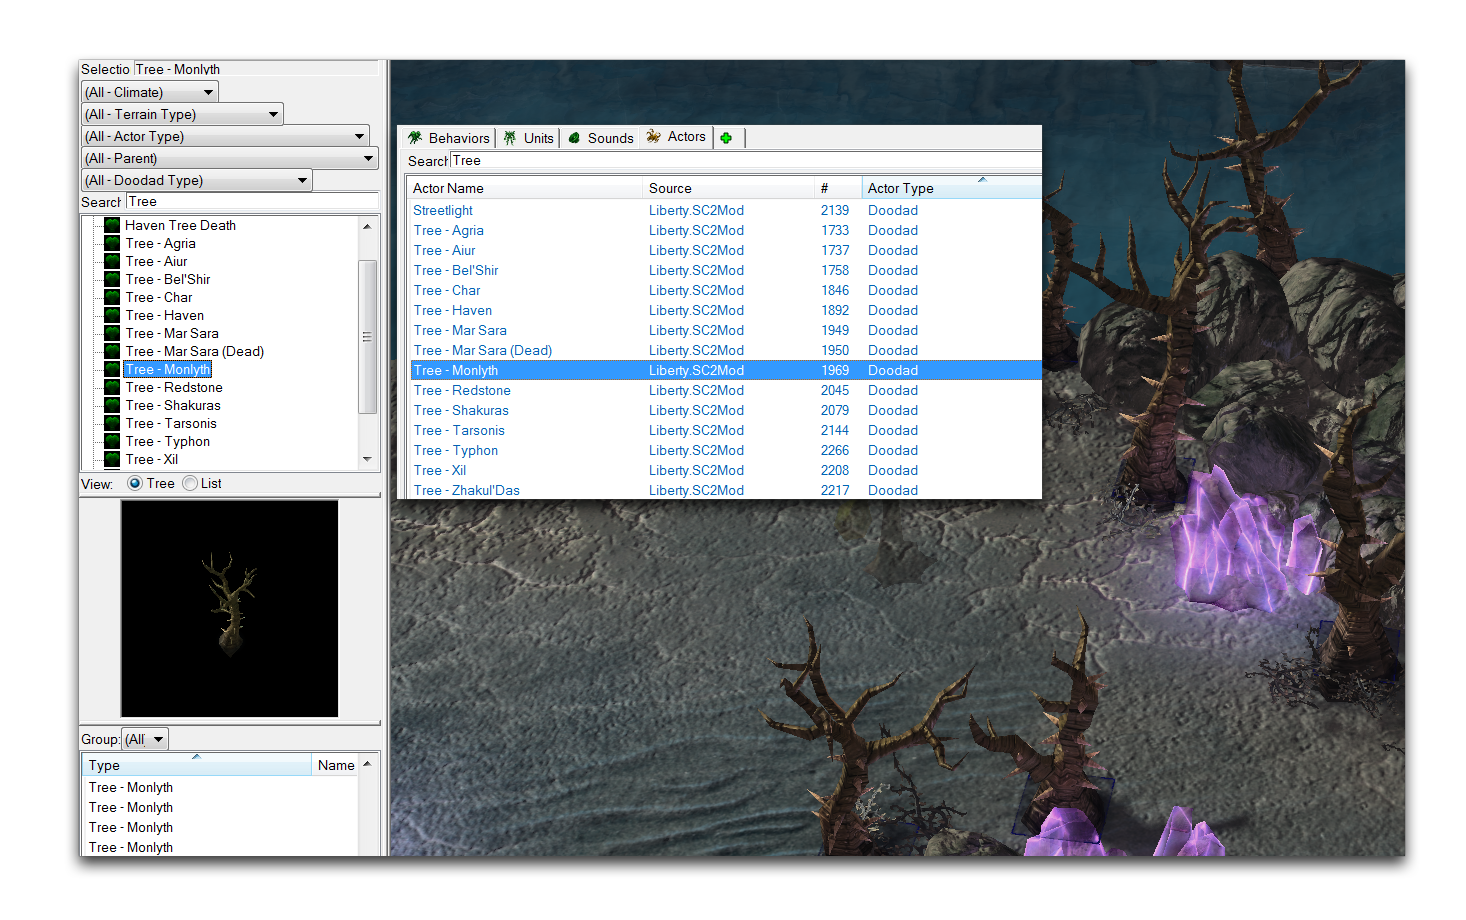 Selectio Tree - Monlyth
(All - Climate)
(All - Terrain Type)
(All - Actor Type)
(All - Parent)
(All - Doodad Type)
Search Tree
Haven Tree Death
Tree - Agria
Tree - Aiur
Tree - Bel'Shir
Tree - Char
Tree - Haven
Tree - Mar Sara
Tree - Mar Sara (Dead)
Tree - Monlyth
Tree - Redstone
Tree - Shakuras
Tree - Tarsonis
Tree - Typhon
Tree - Xil
View: Tree List
Group: (All
Type Name
Tree - Monlyth
Tree - Monlyth
Tree - Monlyth
Tree - Monlyth
Behaviors Units Sounds Actors
Search Tree
Actor Name Source # Actor Type
Streetlight Liberty.SC2Mod 2139 Doodad
Tree - Agria Liberty.SC2Mod 1733 Doodad
Tree - Aiur Liberty.SC2Mod 1737 Doodad
Tree - Bel'Shir Liberty.SC2Mod 1758 Doodad
Tree - Char Liberty.SC2Mod 1846 Doodad
Tree - Haven Liberty.SC2Mod 1892 Doodad
Tree - Mar Sara Liberty.SC2Mod 1949 Doodad
Tree - Mar Sara (Dead) Liberty.SC2Mod 1950 Doodad
Tree - Monlyth Liberty.SC2Mod 1969 Doodad
Tree - Redstone Liberty.SC2Mod 2045 Doodad
Tree - Shakuras Liberty.SC2Mod 2079 Doodad
Tree - Tarsonis Liberty.SC2Mod 2144 Doodad
Tree - Typhon Liberty.SC2Mod 2266 Doodad
Tree - Xil Liberty.SC2Mod 2208 Doodad
Tree - Zhakul'Das Liberty.SC2Mod 2217 Doodad